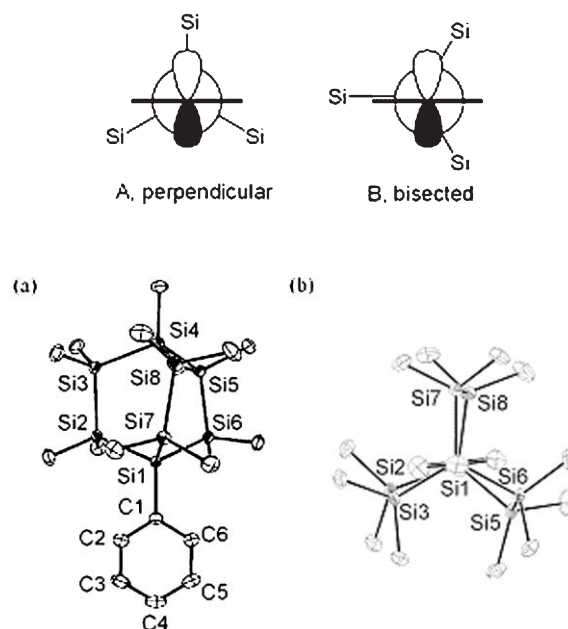 Si
Si
Si
Si
Si
Si
A, perpendicular
B, bisected
(a)
(b)
Si4
Si3
Si8
Si5
Si2
Si7
Si6
Si1
C1
C2
C6
C3
C5
C4
Si7
Si8
Si2
Si6
Si1
Si3
Si5